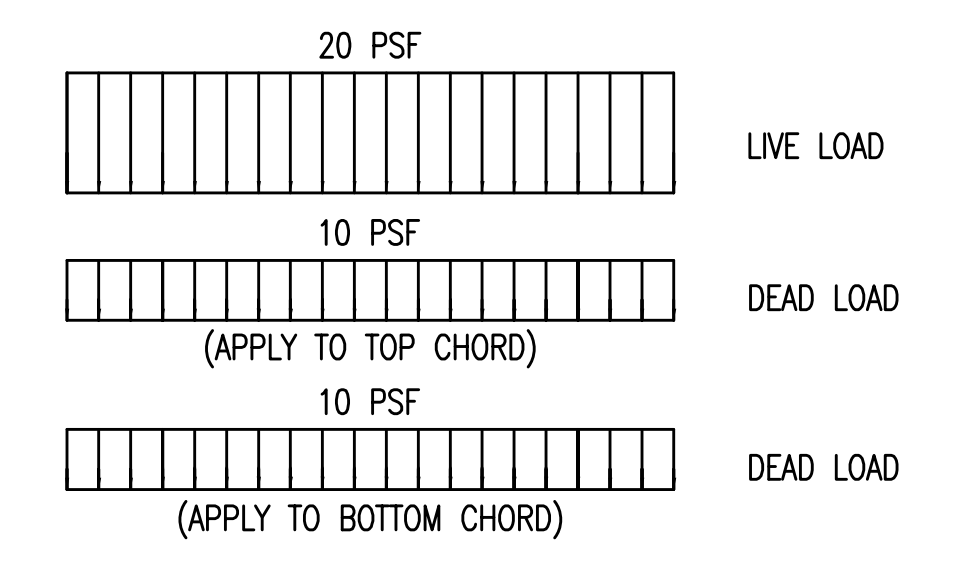 20 PSF
LIVE LOAD
10 PSF
DEAD LOAD
(APPLY TO TOP CHORD)
10 PSF
DEAD LOAD
(APPLY TO BOTTOM CHORD)